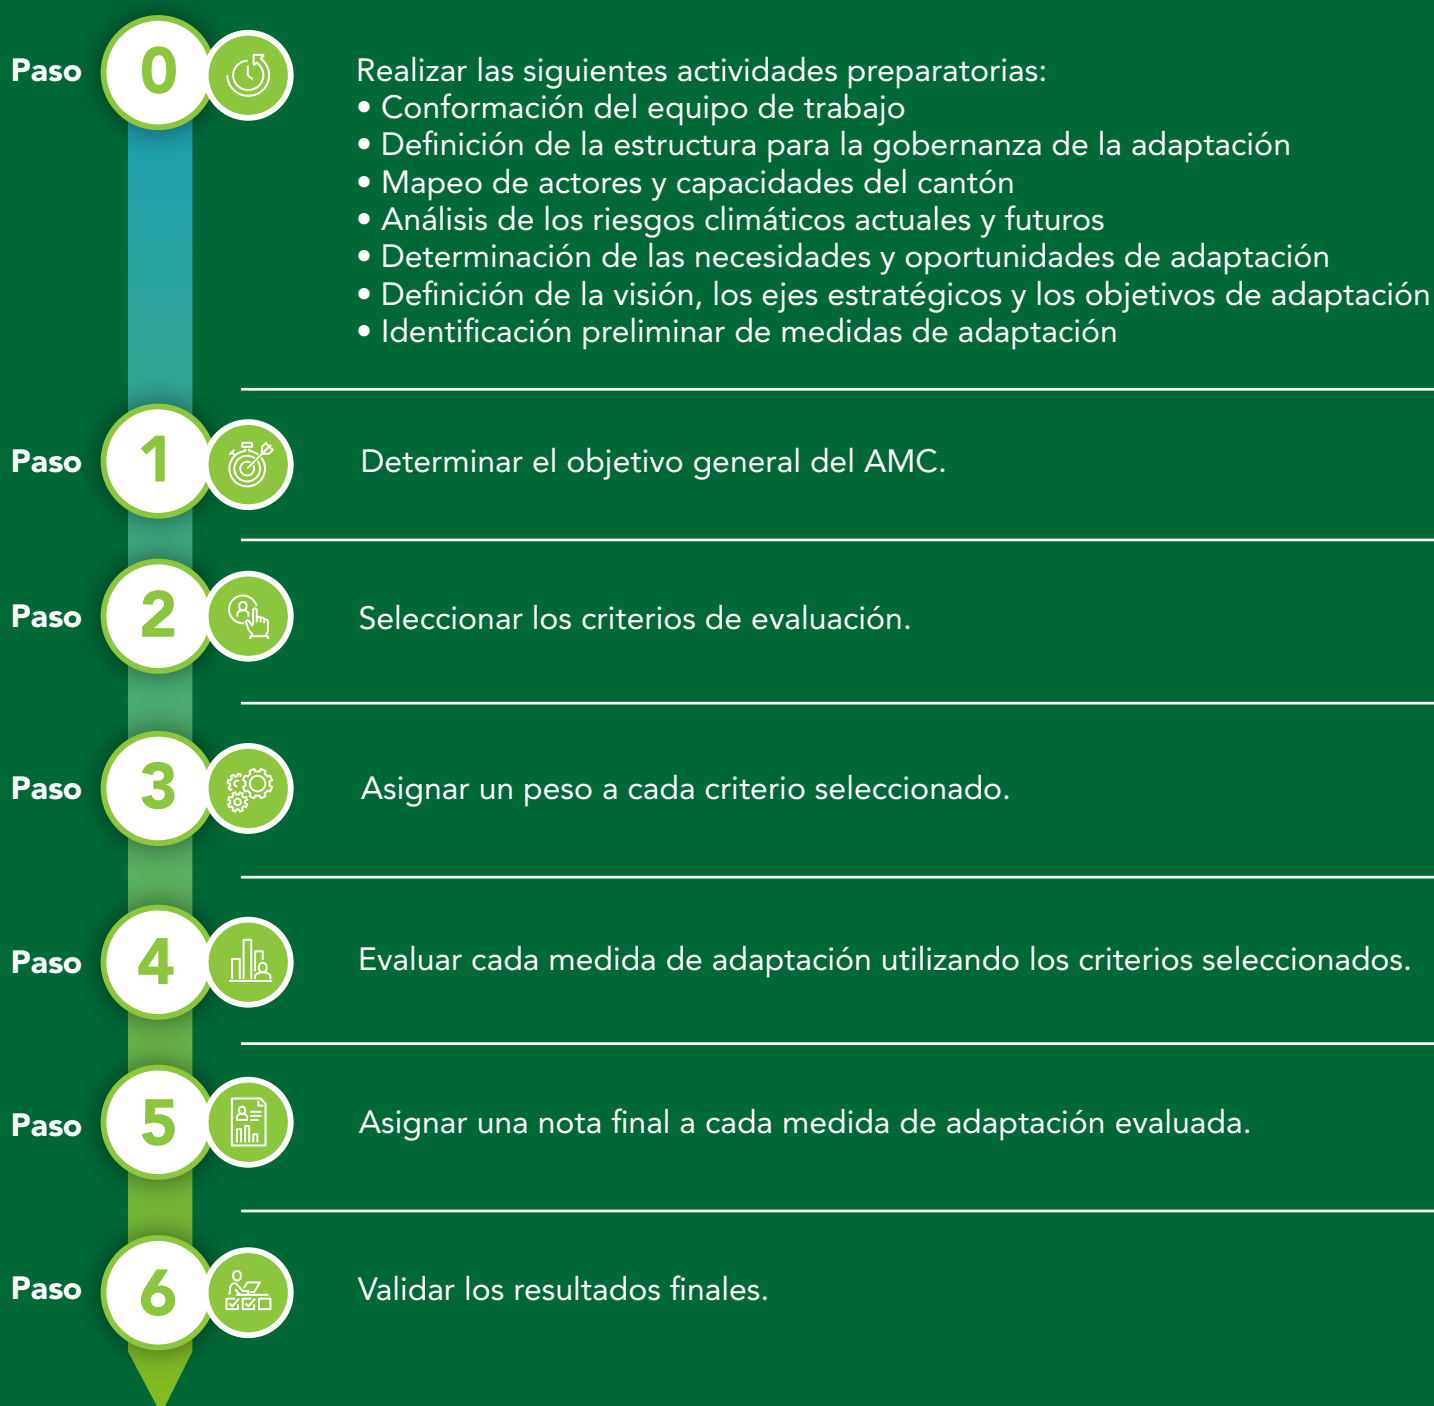 Paso 0
Realizar las siguientes actividades preparatorias:
• Conformación del equipo de trabajo
• Definición de la estructura para la gobernanza de la adaptación
• Mapeo de actores y capacidades del cantón
• Análisis de los riesgos climáticos actuales y futuros
• Determinación de las necesidades y oportunidades de adaptación
• Definición de la visión, los ejes estratégicos y los objetivos de adaptación
• Identificación preliminar de medidas de adaptación
Paso 1
Determinar el objetivo general del AMC.
Paso 2
Seleccionar los criterios de evaluación.
Paso 3
Asignar un peso a cada criterio seleccionado.
Paso 4
Evaluar cada medida de adaptación utilizando los criterios seleccionados.
Paso 5
Asignar una nota final a cada medida de adaptación evaluada.
Paso 6
Validar los resultados finales.